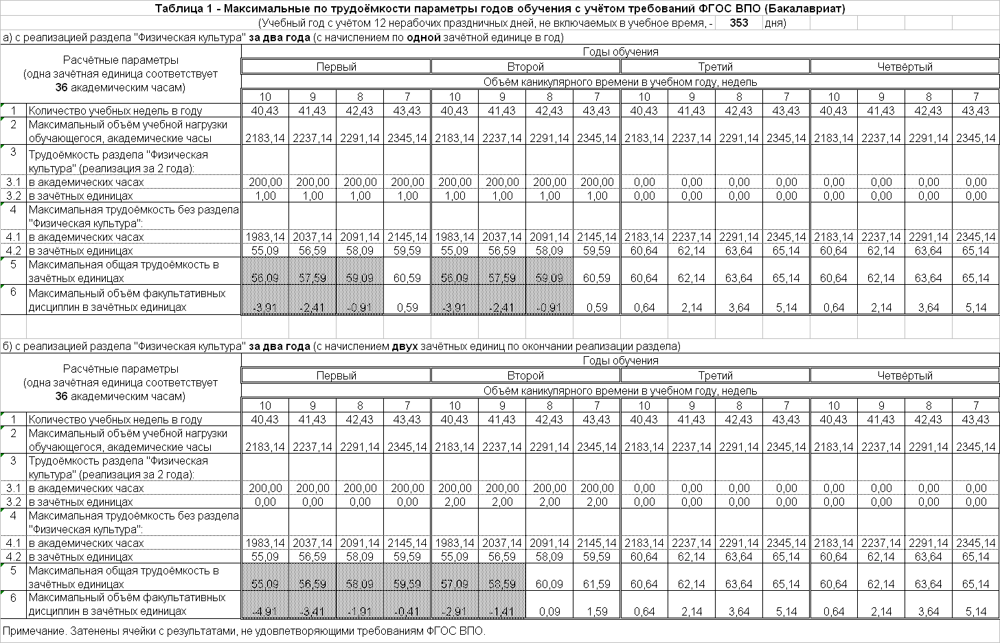 Таблица 1 - Максимальные по трудоёмкости параметры годов обучения с учётом требований ФГОС ВПО (Бакалавриат)
(Учебный год с учётом 12 нерабочих праздничных дней, не включаемых в учебное время, - 353 дня)
а) с реализацией раздела "Физическая культура" за два года (с начислением по одной зачётной единице в год)
Расчётные параметры
(одна зачётная единица соответствует
36 академическим часам)
Годы обучения
Первый Второй Третий Четвёртый
Объём каникулярного времени в учебном году, недель
10 9 8 7 10 9 8 7 10 9 8 7 10 9 8 7
1 Количество учебных недель в году 40,43 41,43 42,43 43,43 40,43 41,43 42,43 43,43 40,43 41,43 42,43 43,43 40,43 41,43 42,43 43,43
2 Максимальный объём учебной нагрузки
обучающегося, академические часы 2183,14 2237,14 2291,14 2345,14 2183,14 2237,14 2291,14 2345,14 2183,14 2237,14 2291,14 2345,14 2183,14 2237,14 2291,14 2345,14
3 Трудоёмкость раздела "Физическая
культура" (реализация за 2 года):
3.1 в академических часах 200,00 200,00 200,00 200,00 200,00 200,00 200,00 200,00 0,00 0,00 0,00 0,00 0,00 0,00 0,00 0,00
3.2 в зачётных единицах 1,00 1,00 1,00 1,00 1,00 1,00 1,00 1,00 0,00 0,00 0,00 0,00 0,00 0,00 0,00 0,00
4 Максимальная трудоёмкость без раздела
"Физическая культура":
4.1 в академических часах 1983,14 2037,14 2091,14 2145,14 1983,14 2037,14 2091,14 2145,14 2183,14 2237,14 2291,14 2345,14 2183,14 2237,14 2291,14 2345,14
4.2 в зачётных единицах 55,09 56,59 58,09 59,59 55,09 56,59 58,09 59,59 60,64 62,14 63,64 65,14 60,64 62,14 63,64 65,14
5 Максимальная общая трудоёмкость в
зачётных единицах 56,09 57,59 59,09 60,59 56,09 57,59 59,09 60,59 60,64 62,14 63,64 65,14 60,64 62,14 63,64 65,14
6 Максимальный объём факультативных
дисциплин в зачётных единицах -3,91 -2,41 -0,91 0,59 -3,91 -2,41 -0,91 0,59 0,64 2,14 3,64 5,14 0,64 2,14 3,64 5,14
б) с реализацией раздела "Физическая культура" за два года (с начислением двух зачётных единиц по окончании реализации раздела)
Расчётные параметры
(одна зачётная единица соответствует
36 академическим часам)
Годы обучения
Первый Второй Третий Четвёртый
Объём каникулярного времени в учебном году, недель
10 9 8 7 10 9 8 7 10 9 8 7 10 9 8 7
1 Количество учебных недель в году 40,43 41,43 42,43 43,43 40,43 41,43 42,43 43,43 40,43 41,43 42,43 43,43 40,43 41,43 42,43 43,43
2 Максимальный объём учебной нагрузки
обучающегося, академические часы 2183,14 2237,14 2291,14 2345,14 2183,14 2237,14 2291,14 2345,14 2183,14 2237,14 2291,14 2345,14 2183,14 2237,14 2291,14 2345,14
3 Трудоёмкость раздела "Физическая
культура" (реализация за 2 года):
3.1 в академических часах 200,00 200,00 200,00 200,00 200,00 200,00 200,00 200,00 0,00 0,00 0,00 0,00 0,00 0,00 0,00 0,00
3.2 в зачётных единицах 0,00 0,00 0,00 0,00 2,00 2,00 2,00 2,00 0,00 0,00 0,00 0,00 0,00 0,00 0,00 0,00
4 Максимальная трудоёмкость без раздела
"Физическая культура":
4.1 в академических часах 1983,14 2037,14 2091,14 2145,14 1983,14 2037,14 2091,14 2145,14 2183,14 2237,14 2291,14 2345,14 2183,14 2237,14 2291,14 2345,14
4.2 в зачётных единицах 55,09 56,59 58,09 59,59 55,09 56,59 58,09 59,59 60,64 62,14 63,64 65,14 60,64 62,14 63,64 65,14
5 Максимальная общая трудоёмкость в
зачётных единицах 55,09 56,59 58,09 59,59 57,09 58,59 60,09 61,59 60,64 62,14 63,64 65,14 60,64 62,14 63,64 65,14
6 Максимальный объём факультативных
дисциплин в зачётных единицах -4,91 -3,41 -1,91 -0,41 -2,91 -1,41 0,09 1,59 0,64 2,14 3,64 5,14 0,64 2,14 3,64 5,14
Примечание. Затенены ячейки с результатами, не удовлетворяющими требованиям ФГОС ВПО.